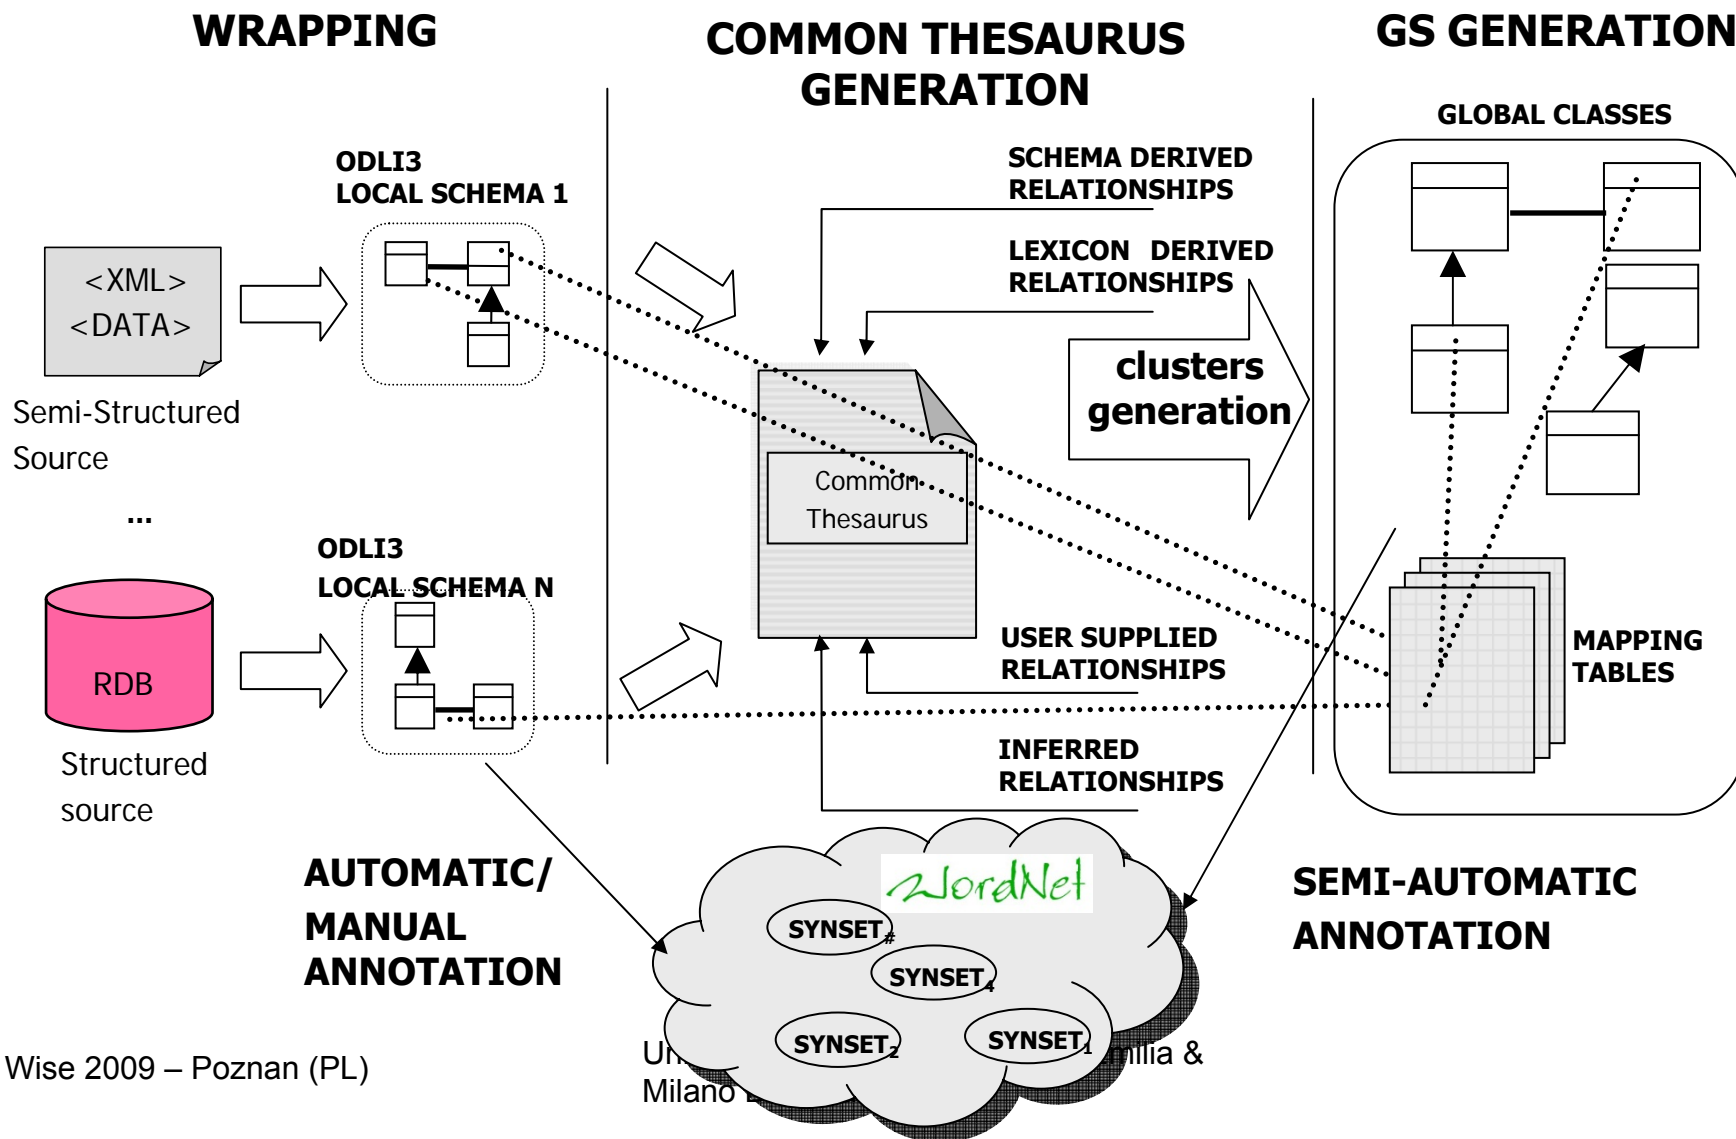 WRAPPING
COMMON THESAURUS
GENERATION
GS GENERATION
GLOBAL CLASSES
ODLI3
LOCAL SCHEMA 1
SCHEMA DERIVED
RELATIONSHIPS
LEXICON DERIVED
RELATIONSHIPS
<XML>
<DATA>
Semi-Structured
Source
...
clusters
generation
Common
Thesaurus
ODLI3
LOCAL SCHEMA N
RDB
Structured
source
USER SUPPLIED
RELATIONSHIPS
INFERRED
RELATIONSHIPS
MAPPING
TABLES
AUTOMATIC/
MANUAL
ANNOTATION
WordNet
SYNSET#
SYNSET4
SYNSET2
SYNSET1
SEMI-AUTOMATIC
ANNOTATION
Wise 2009 – Poznan (PL)
&
Milano